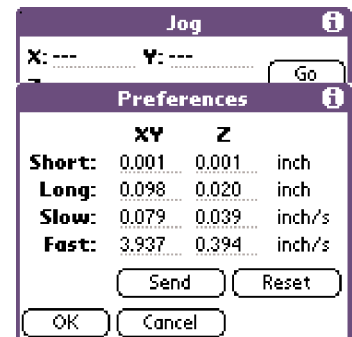 Jog
X: --- Y: ---
Go
Preferences
XY Z
Short: 0.001 0.001 inch
Long: 0.098 0.020 inch
Slow: 0.079 0.039 inch/s
Fast: 3.937 0.394 inch/s
Send Reset
OK Cancel